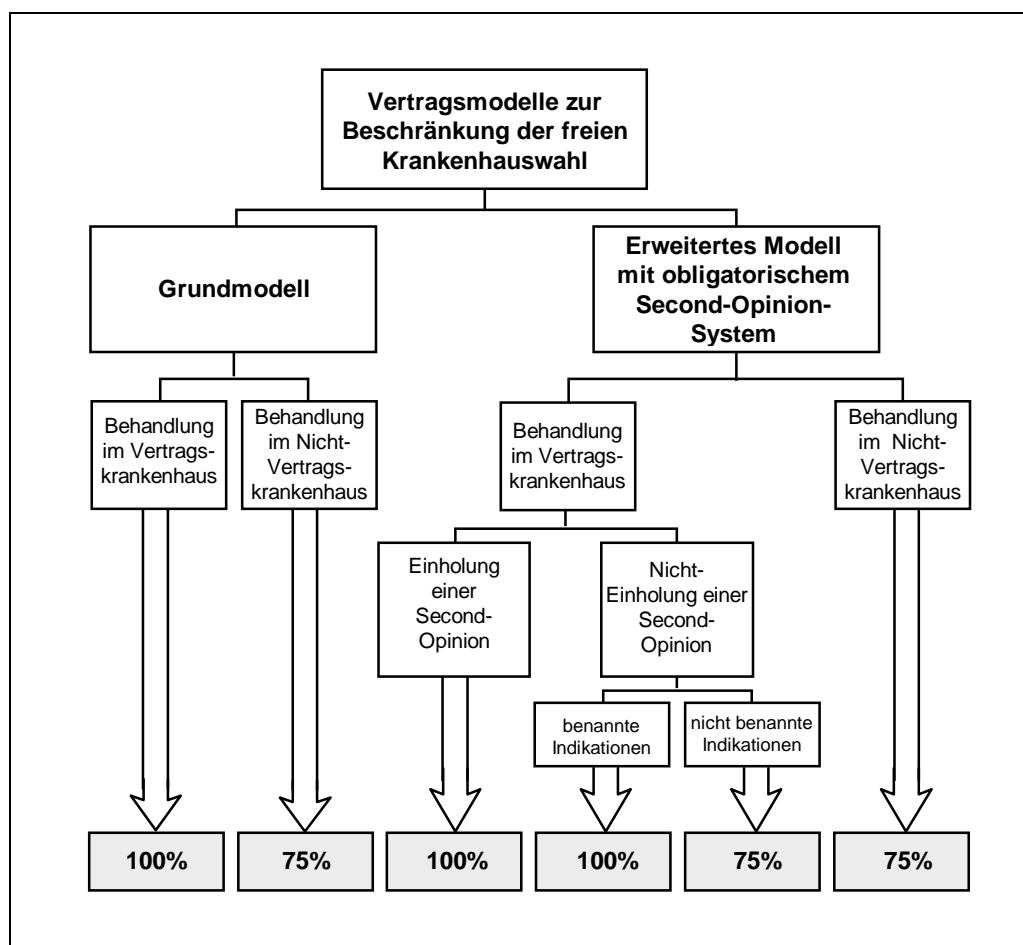 Vertragsmodelle zur
Beschränkung der freien
Krankenhauswahl
Grundmodell
Erweitertes Modell
mit obligatorischem
Second-Opinion-
System
Behandlung
im Vertrags-
krankenhaus
Behandlung
im Nicht-
Vertrags-
krankenhaus
Behandlung
im Vertrags-
krankenhaus
Behandlung
im Nicht-
Vertrags-
krankenhaus
Einholung
einer
Second-
Opinion
Nicht-
Einholung einer
Second-
Opinion
benannte
Indikationen
nicht benannte
Indikationen
100%
75%
100%
100%
75%
75%